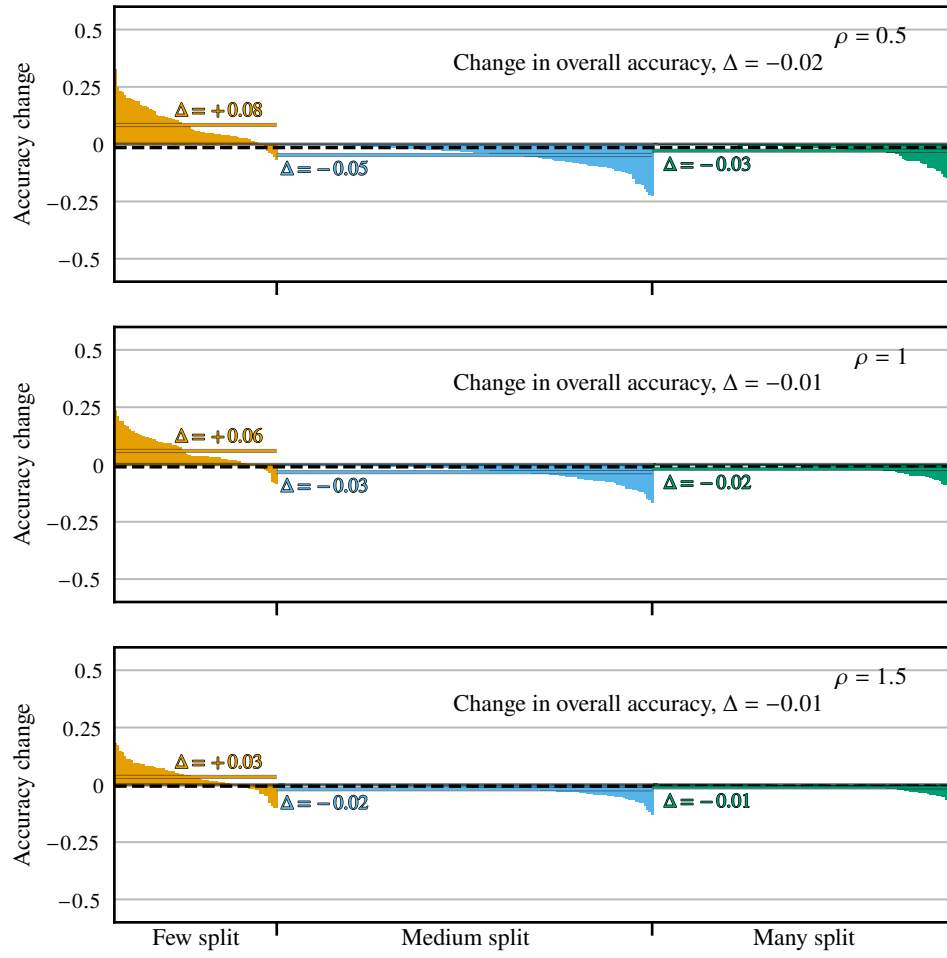 0.5
ρ = 0.5
Change in overall accuracy, Δ = −0.02
0.25
Δ = +0.08
0
Δ = −0.05
Δ = −0.03
−0.25
−0.5
Accuracy change
0.5
ρ = 1
Change in overall accuracy, Δ = −0.01
0.25
Δ = +0.06
0
Δ = −0.03
Δ = −0.02
−0.25
−0.5
Accuracy change
0.5
ρ = 1.5
Change in overall accuracy, Δ = −0.01
0.25
Δ = +0.03
0
Δ = −0.02
Δ = −0.01
−0.25
−0.5
Accuracy change
Few split
Medium split
Many split